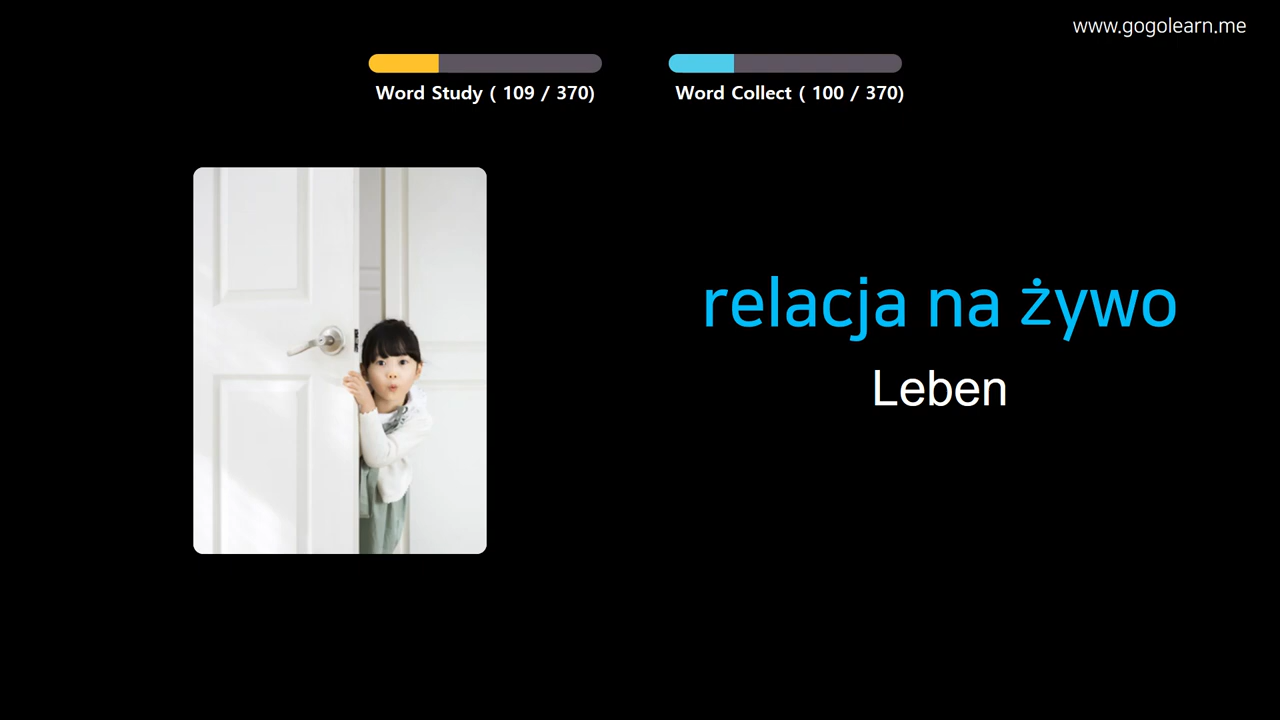 www.gogolearn.me
Word Study ( 109 / 370)
Word Collect ( 100 / 370)
relacja na żywo
Leben